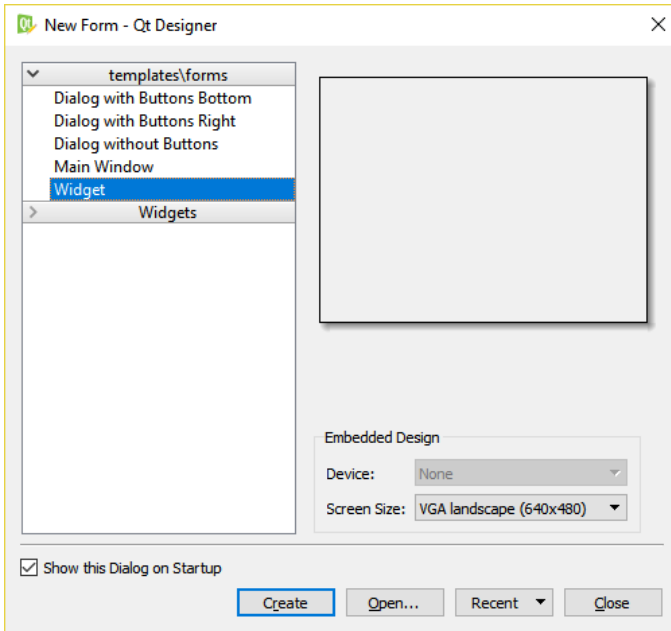 New Form - Qt Designer
templates\forms
Dialog with Buttons Bottom
Dialog with Buttons Right
Dialog without Buttons
Main Window
Widget
Widgets
Embedded Design
Device: None
Screen Size: VGA landscape (640x480)
Show this Dialog on Startup
Create Open... Recent Close